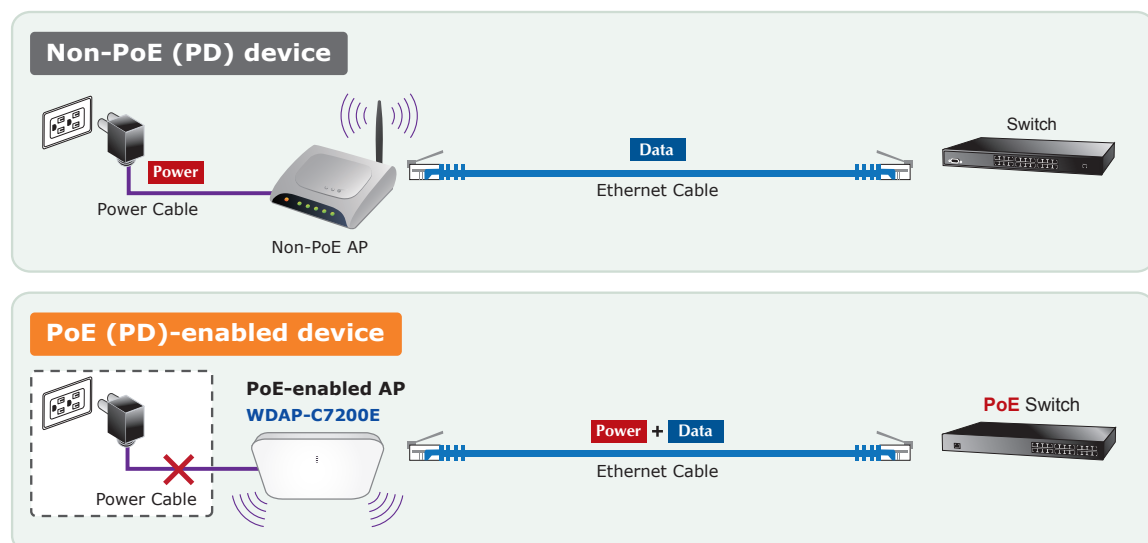 Non-PoE (PD) device
Switch
Data
Power
Ethernet Cable
Power Cable
Non-PoE AP
PoE (PD)-enabled device
PoE-enabled AP
WDAP-C7200E
PoE Switch
Power + Data
Ethernet Cable
Power Cable